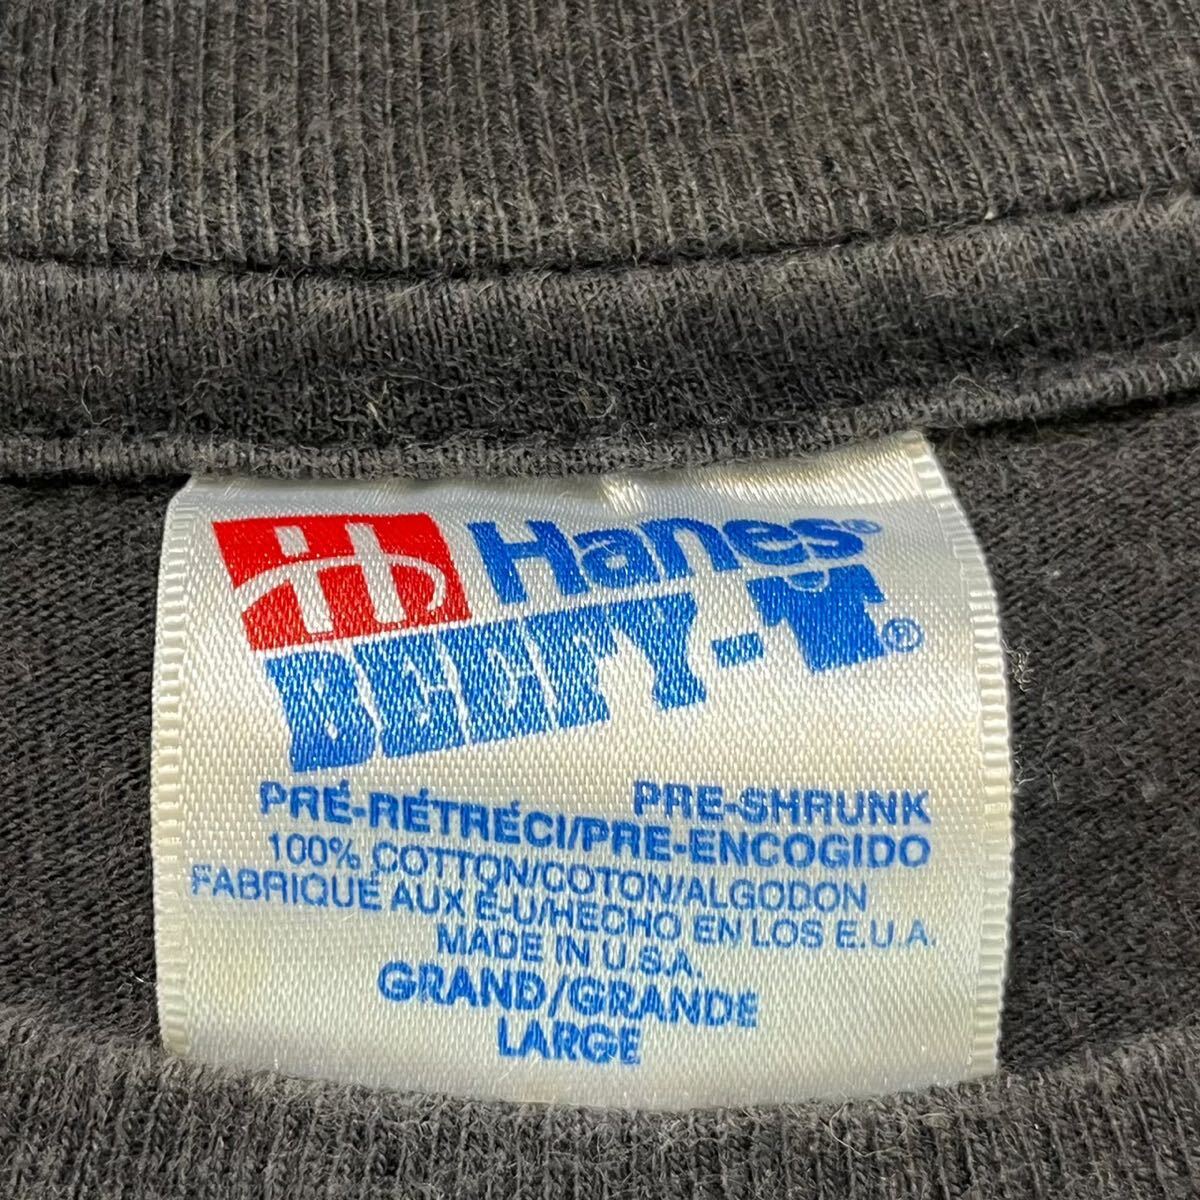 Hanes®
BEEFY-T®
PRE-SHRUNK
PRÉ-RÉTRÉCI/PRE-ENCOGIDO
100% COTTON/COTON/ALGODON
FABRIQUÉ AUX É-U/HECHO EN LOS E.U.A.
MADE IN U.S.A.
GRAND/GRANDE
LARGE